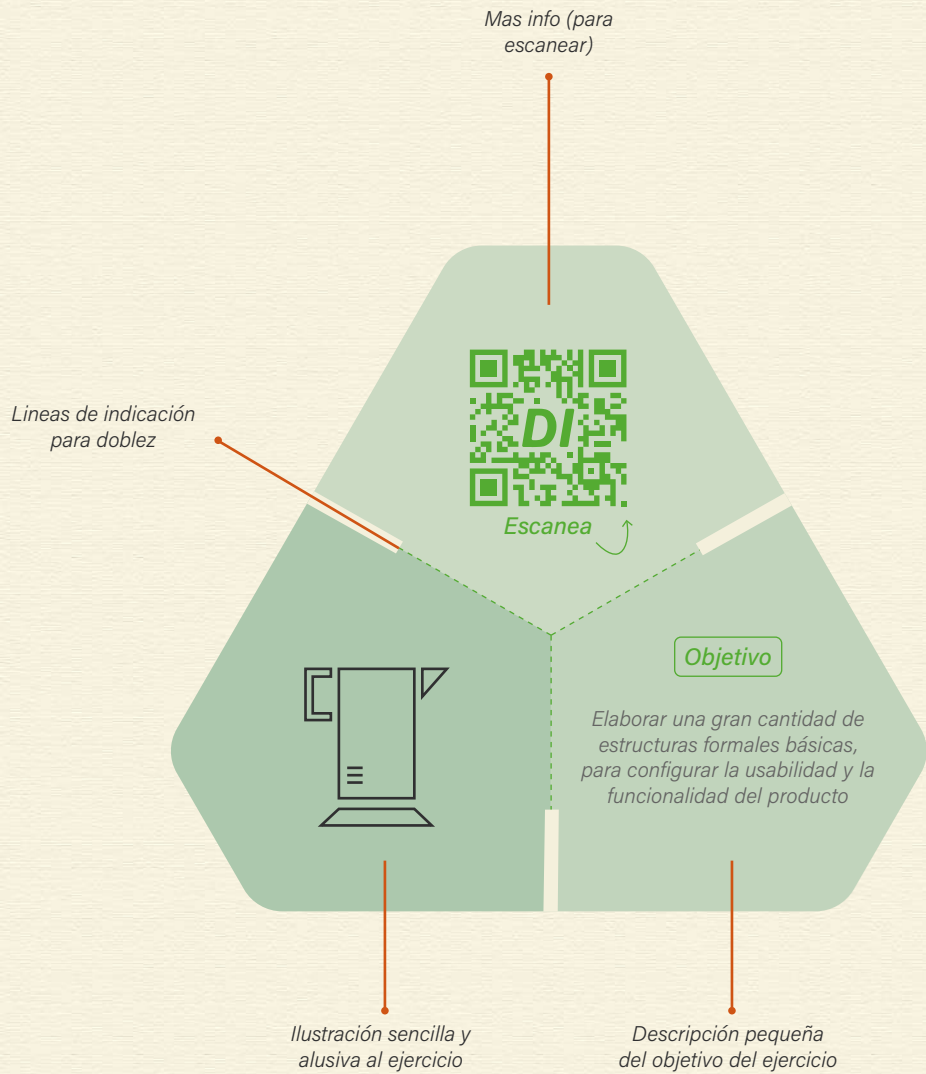 Mas info (para
escanear)
DI
Escanea
Lineas de indicación
para doblez
Objetivo
Elaborar una gran cantidad de
estructuras formales básicas,
para configurar la usabilidad y la
funcionalidad del producto
Ilustración sencilla y
alusiva al ejercicio
Descripción pequeña
del objetivo del ejercicio